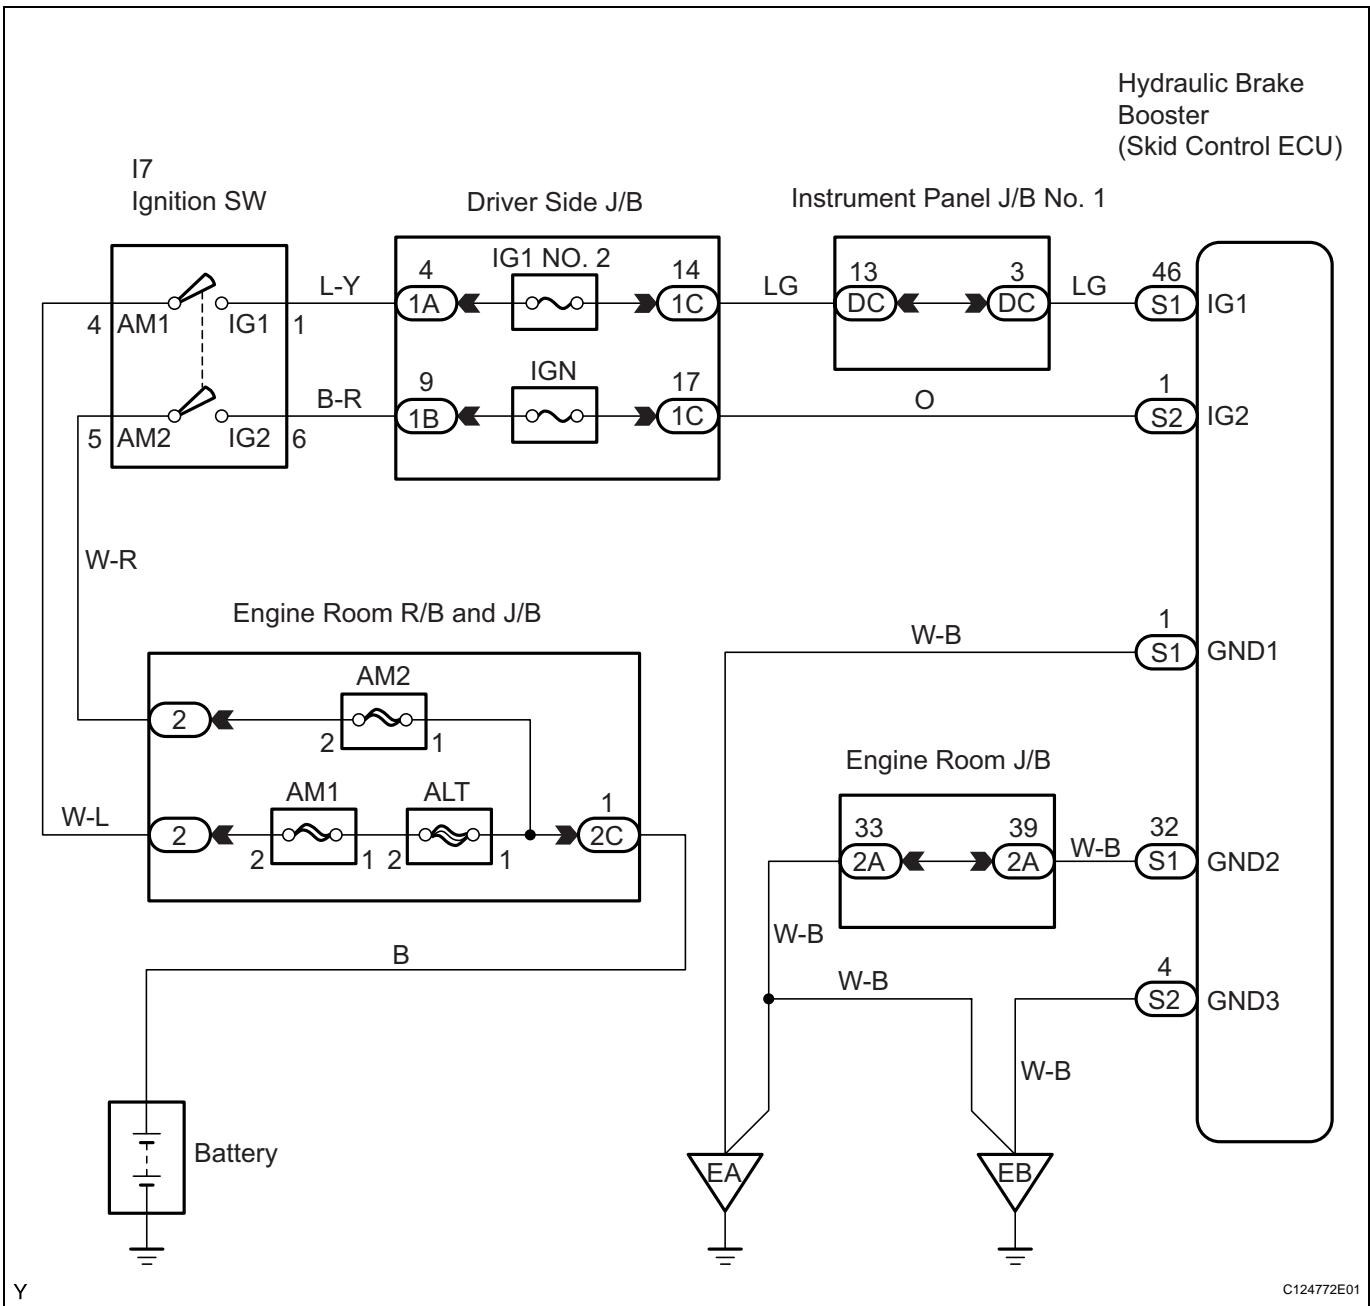 Hydraulic Brake
Booster
(Skid Control ECU)
I7
Ignition SW
Driver Side J/B
Instrument Panel J/B No. 1
IG1 NO. 2
4
1A
14
1C
L-Y
LG
13
DC
3
DC
LG
46
S1
IG1
4
AM1
IG1
1
IGN
9
1B
17
1C
B-R
O
1
S2
IG2
5
AM2
IG2
6
W-R
Engine Room R/B and J/B
W-B
1
S1
GND1
AM2
2
2
1
Engine Room J/B
AM1
ALT
1
2C
W-L
2
2
1
2
1
33
2A
39
2A
W-B
32
S1
GND2
W-B
B
W-B
4
S2
GND3
W-B
Battery
EA
EB
Y
C124772E01